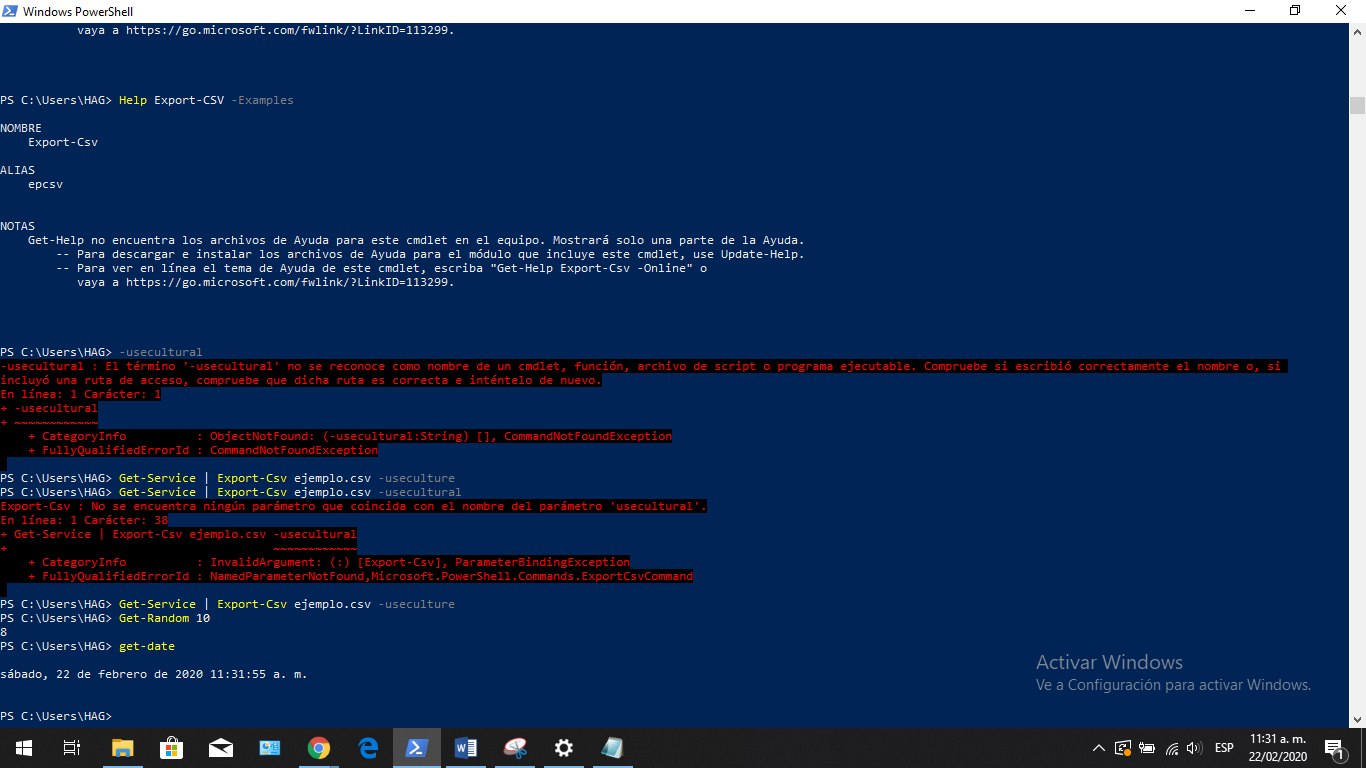 Windows PowerShell
vaya a https://go.microsoft.com/fwlink/?LinkID=113299.
PS C:\Users\HAG> Help Export-CSV -Examples
NOMBRE
Export-Csv
ALIAS
epcsv
NOTAS
Get-Help no encuentra los archivos de Ayuda para este cmdlet en el equipo. Mostrará solo una parte de la Ayuda.
-- Para descargar e instalar los archivos de Ayuda para el módulo que incluye este cmdlet, use Update-Help.
-- Para ver en línea el tema de Ayuda de este cmdlet, escriba "Get-Help Export-Csv -Online" o
vaya a https://go.microsoft.com/fwlink/?LinkID=113299.
PS C:\Users\HAG> -usecultural
-usecultural : El término '-usecultural' no se reconoce como nombre de un cmdlet, función, archivo de script o programa ejecutable. Compruebe si escribió correctamente el nombre o, si
incluyó una ruta de acceso, compruebe que dicha ruta es correcta e inténtelo de nuevo.
En línea: 1 Carácter: 1
+ -usecultural
+ ~~~~~~~~~~~~
+ CategoryInfo          : ObjectNotFound: (-usecultural:String) [], CommandNotFoundException
+ FullyQualifiedErrorId : CommandNotFoundException
PS C:\Users\HAG> Get-Service | Export-Csv ejemplo.csv -useculture
PS C:\Users\HAG> Get-Service | Export-Csv ejemplo.csv -usecultural
Export-Csv : No se encuentra ningún parámetro que coincida con el nombre del parámetro 'usecultural'.
En línea: 1 Carácter: 38
+ Get-Service | Export-Csv ejemplo.csv -usecultural
+                                      ~~~~~~~~~~~~
+ CategoryInfo          : InvalidArgument: (:) [Export-Csv], ParameterBindingException
+ FullyQualifiedErrorId : NamedParameterNotFound,Microsoft.PowerShell.Commands.ExportCsvCommand
PS C:\Users\HAG> Get-Service | Export-Csv ejemplo.csv -useculture
PS C:\Users\HAG> Get-Random 10
8
PS C:\Users\HAG> get-date
sábado, 22 de febrero de 2020 11:31:55 a. m.
PS C:\Users\HAG>
Activar Windows
Ve a Configuración para activar Windows.
ESP
11:31 a. m.
22/02/2020
1